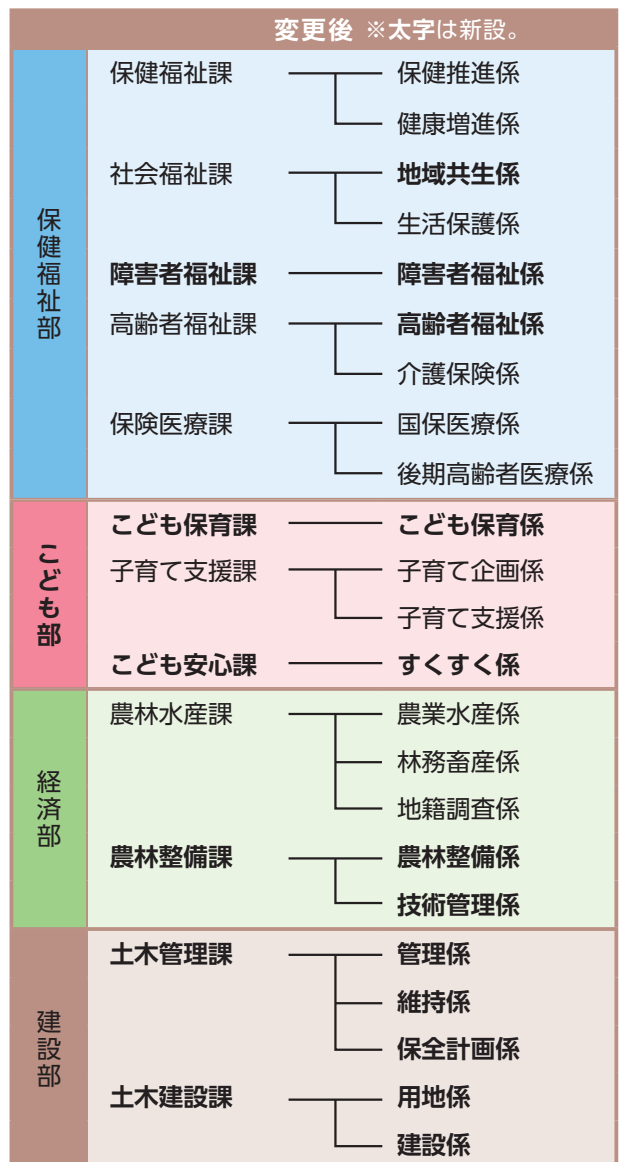 変更後 ※太字は新設。
保健福祉部
保健福祉課 保健推進係
健康増進係
社会福祉課 地域共生係
生活保護係
障害者福祉課 障害者福祉係
高齢者福祉課 高齢者福祉係
介護保険係
保険医療課 国保医療係
後期高齢者医療係
こども部
こども保育課 こども保育係
子育て支援課 子育て企画係
子育て支援係
こども安心課 すくすく係
経済部
農林水産課 農業水産係
林務畜産係
地籍調査係
農林整備課 農林整備係
技術管理係
建設部
土木管理課 管理係
維持係
保全計画係
土木建設課 用地係
建設係